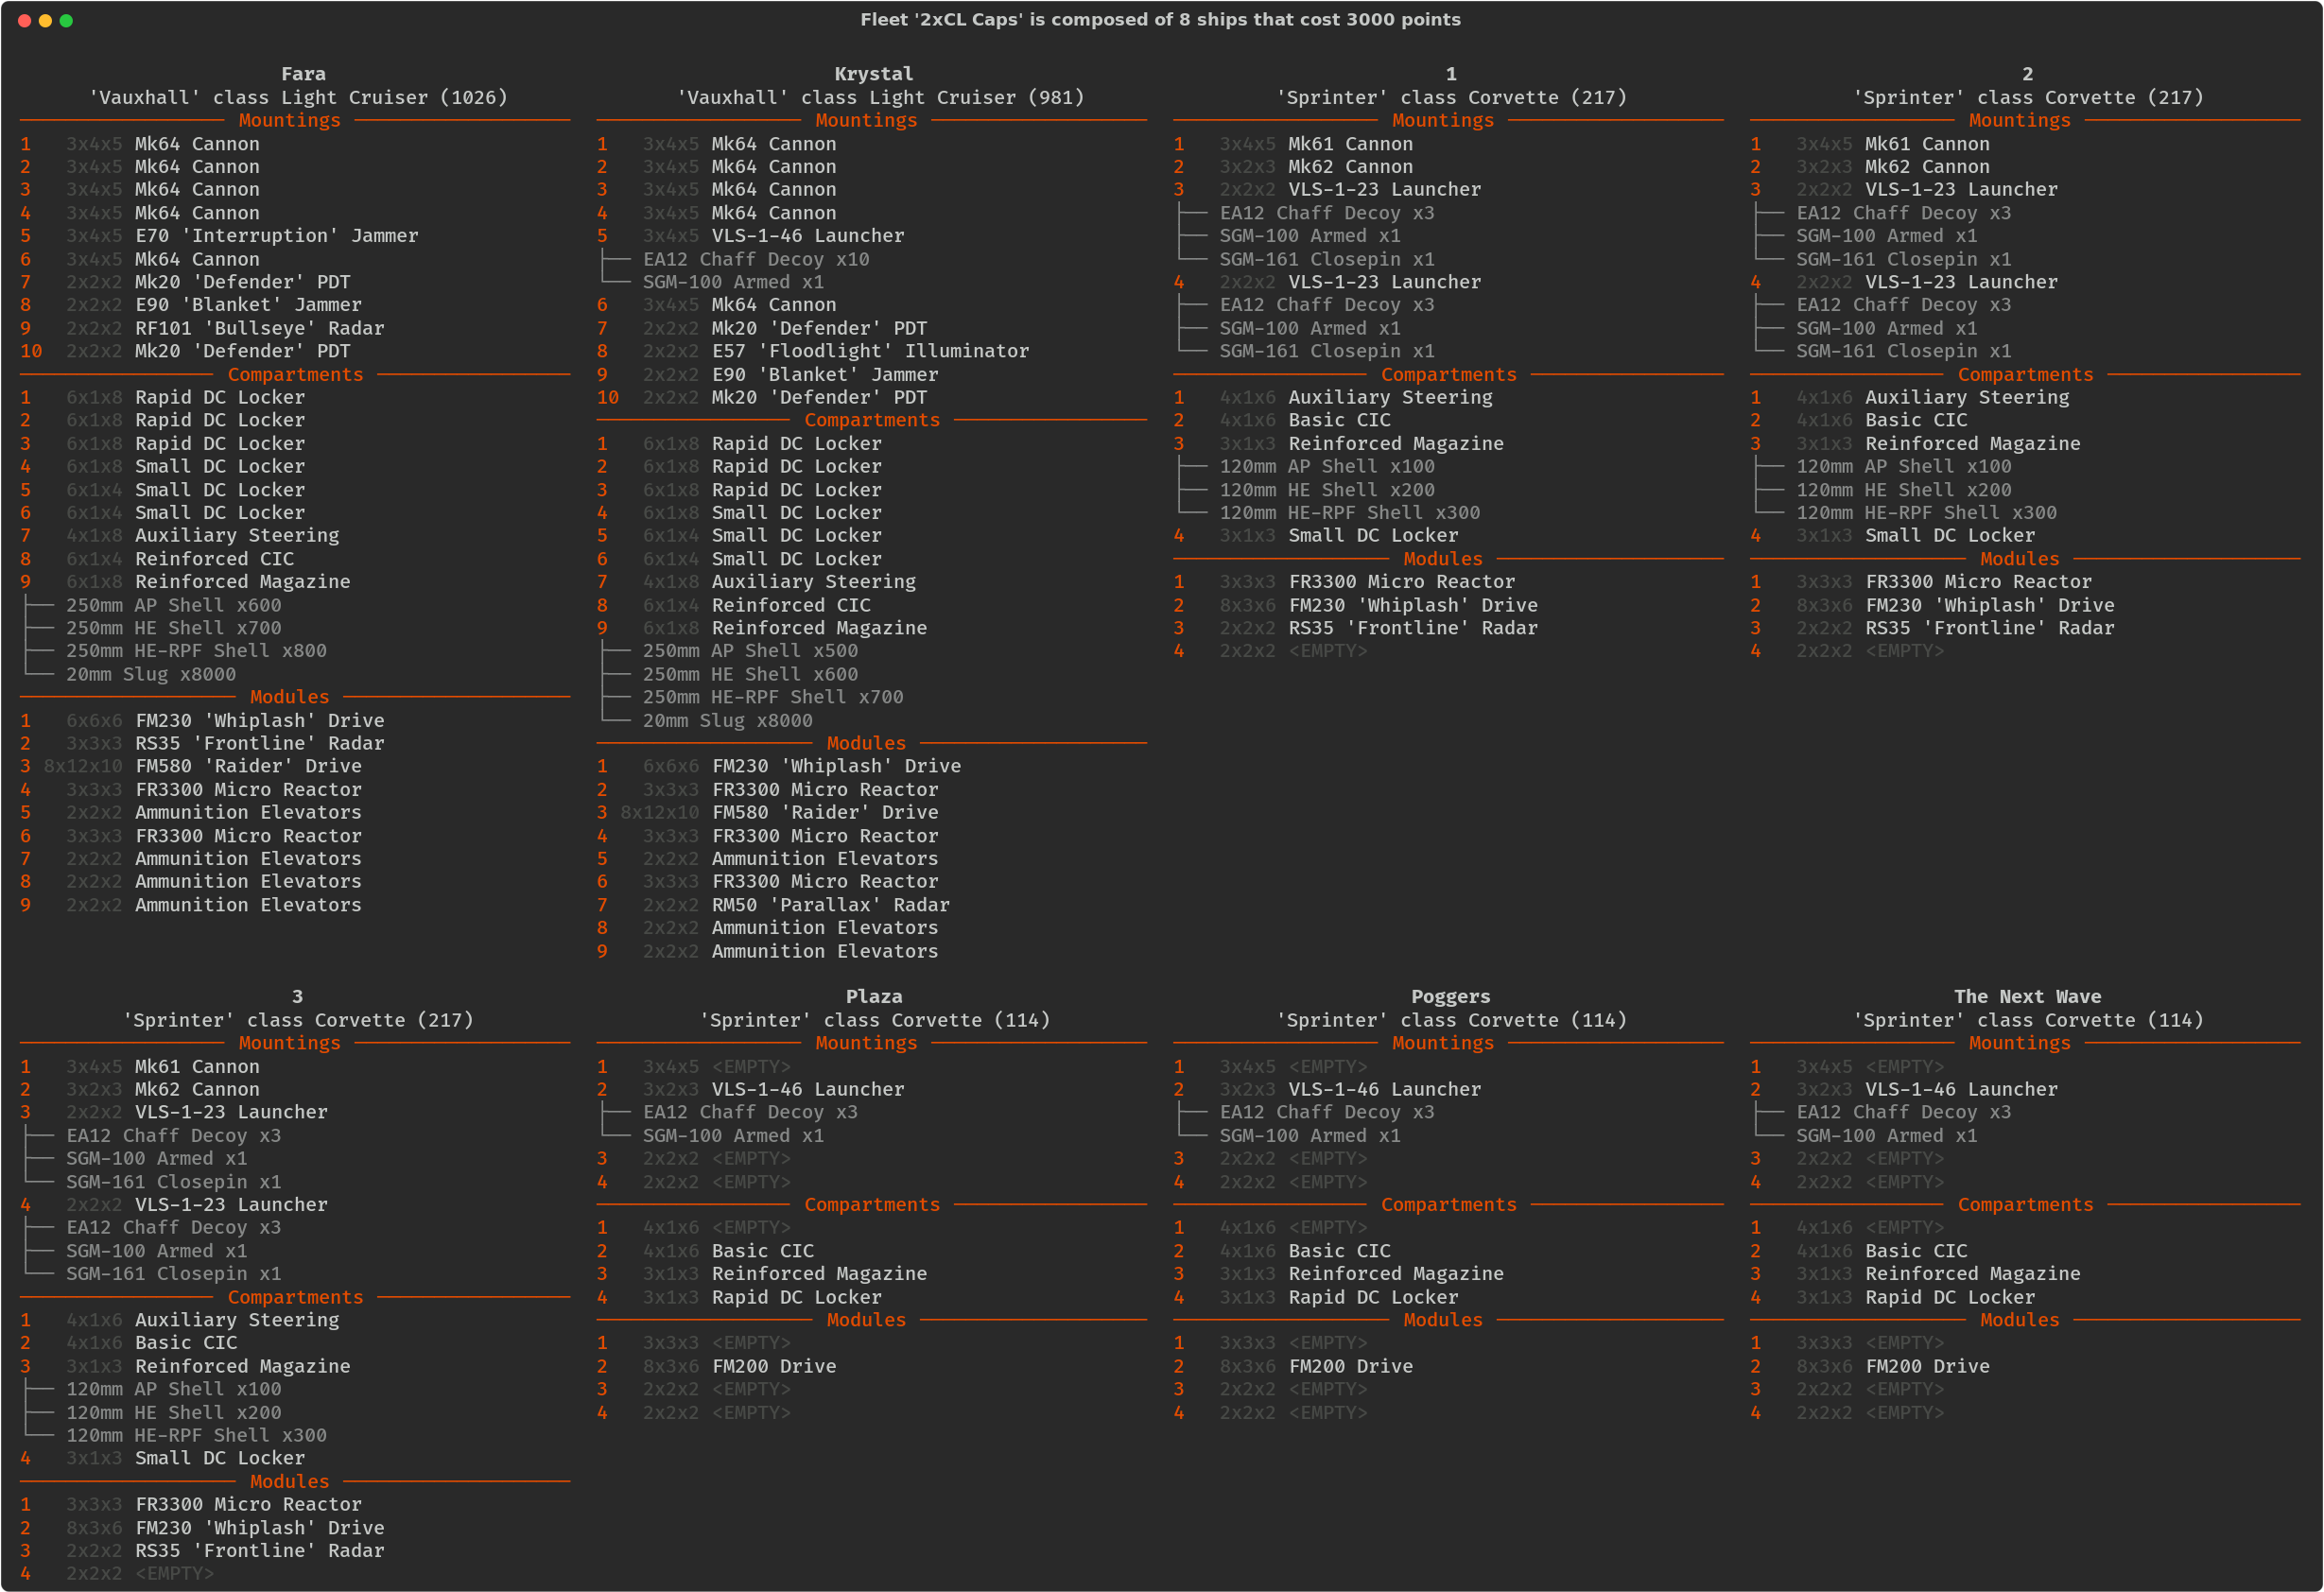 Fleet '2xCL Caps' is composed of 8 ships that cost 3000 points
Fara
'Vauxhall' class Light Cruiser (1026)
Mountings
1 3x4x5 Mk64 Cannon
2 3x4x5 Mk64 Cannon
3 3x4x5 Mk64 Cannon
4 3x4x5 Mk64 Cannon
5 3x4x5 E70 'Interruption' Jammer
6 3x4x5 Mk64 Cannon
7 2x2x2 Mk20 'Defender' PDT
8 2x2x2 E90 'Blanket' Jammer
9 2x2x2 RF101 'Bullseye' Radar
10 2x2x2 Mk20 'Defender' PDT
Compartments
1 6x1x8 Rapid DC Locker
2 6x1x8 Rapid DC Locker
3 6x1x8 Rapid DC Locker
4 6x1x8 Small DC Locker
5 6x1x4 Small DC Locker
6 6x1x4 Small DC Locker
7 4x1x8 Auxiliary Steering
8 6x1x4 Reinforced CIC
9 6x1x8 Reinforced Magazine
250mm AP Shell x600
250mm HE Shell x700
250mm HE-RPF Shell x800
20mm Slug x8000
Modules
1 6x6x6 FM230 'Whiplash' Drive
2 3x3x3 RS35 'Frontline' Radar
3 8x12x10 FM580 'Raider' Drive
4 3x3x3 FR3300 Micro Reactor
5 2x2x2 Ammunition Elevators
6 3x3x3 FR3300 Micro Reactor
7 2x2x2 Ammunition Elevators
8 2x2x2 Ammunition Elevators
9 2x2x2 Ammunition Elevators
Krystal
'Vauxhall' class Light Cruiser (981)
Mountings
1 3x4x5 Mk64 Cannon
2 3x4x5 Mk64 Cannon
3 3x4x5 Mk64 Cannon
4 3x4x5 Mk64 Cannon
5 3x4x5 VLS-1-46 Launcher
EA12 Chaff Decoy x10
SGM-100 Armed x1
6 3x4x5 Mk64 Cannon
7 2x2x2 Mk20 'Defender' PDT
8 2x2x2 E57 'Floodlight' Illuminator
9 2x2x2 E90 'Blanket' Jammer
10 2x2x2 Mk20 'Defender' PDT
Compartments
1 6x1x8 Rapid DC Locker
2 6x1x8 Rapid DC Locker
3 6x1x8 Rapid DC Locker
4 6x1x8 Small DC Locker
5 6x1x4 Small DC Locker
6 6x1x4 Small DC Locker
7 4x1x8 Auxiliary Steering
8 6x1x4 Reinforced CIC
9 6x1x8 Reinforced Magazine
250mm AP Shell x500
250mm HE Shell x600
250mm HE-RPF Shell x700
20mm Slug x8000
Modules
1 6x6x6 FM230 'Whiplash' Drive
2 3x3x3 FR3300 Micro Reactor
3 8x12x10 FM580 'Raider' Drive
4 3x3x3 FR3300 Micro Reactor
5 2x2x2 Ammunition Elevators
6 3x3x3 FR3300 Micro Reactor
7 2x2x2 RM50 'Parallax' Radar
8 2x2x2 Ammunition Elevators
9 2x2x2 Ammunition Elevators
1
'Sprinter' class Corvette (217)
Mountings
1 3x4x5 Mk61 Cannon
2 3x2x3 Mk62 Cannon
3 2x2x2 VLS-1-23 Launcher
EA12 Chaff Decoy x3
SGM-100 Armed x1
SGM-161 Closepin x1
4 2x2x2 VLS-1-23 Launcher
EA12 Chaff Decoy x3
SGM-100 Armed x1
SGM-161 Closepin x1
Compartments
1 4x1x6 Auxiliary Steering
2 4x1x6 Basic CIC
3 3x1x3 Reinforced Magazine
120mm AP Shell x100
120mm HE Shell x200
120mm HE-RPF Shell x300
4 3x1x3 Small DC Locker
Modules
1 3x3x3 FR3300 Micro Reactor
2 8x3x6 FM230 'Whiplash' Drive
3 2x2x2 RS35 'Frontline' Radar
4 2x2x2 <EMPTY>
2
'Sprinter' class Corvette (217)
Mountings
1 3x4x5 Mk61 Cannon
2 3x2x3 Mk62 Cannon
3 2x2x2 VLS-1-23 Launcher
EA12 Chaff Decoy x3
SGM-100 Armed x1
SGM-161 Closepin x1
4 2x2x2 VLS-1-23 Launcher
EA12 Chaff Decoy x3
SGM-100 Armed x1
SGM-161 Closepin x1
Compartments
1 4x1x6 Auxiliary Steering
2 4x1x6 Basic CIC
3 3x1x3 Reinforced Magazine
120mm AP Shell x100
120mm HE Shell x200
120mm HE-RPF Shell x300
4 3x1x3 Small DC Locker
Modules
1 3x3x3 FR3300 Micro Reactor
2 8x3x6 FM230 'Whiplash' Drive
3 2x2x2 RS35 'Frontline' Radar
4 2x2x2 <EMPTY>
3
'Sprinter' class Corvette (217)
Mountings
1 3x4x5 Mk61 Cannon
2 3x2x3 Mk62 Cannon
3 2x2x2 VLS-1-23 Launcher
EA12 Chaff Decoy x3
SGM-100 Armed x1
SGM-161 Closepin x1
4 2x2x2 VLS-1-23 Launcher
EA12 Chaff Decoy x3
SGM-100 Armed x1
SGM-161 Closepin x1
Compartments
1 4x1x6 Auxiliary Steering
2 4x1x6 Basic CIC
3 3x1x3 Reinforced Magazine
120mm AP Shell x100
120mm HE Shell x200
120mm HE-RPF Shell x300
4 3x1x3 Small DC Locker
Modules
1 3x3x3 FR3300 Micro Reactor
2 8x3x6 FM230 'Whiplash' Drive
3 2x2x2 RS35 'Frontline' Radar
4 2x2x2 <EMPTY>
Plaza
'Sprinter' class Corvette (114)
Mountings
1 3x4x5 <EMPTY>
2 3x2x3 VLS-1-46 Launcher
EA12 Chaff Decoy x3
SGM-100 Armed x1
3 2x2x2 <EMPTY>
4 2x2x2 <EMPTY>
Compartments
1 4x1x6 <EMPTY>
2 4x1x6 Basic CIC
3 3x1x3 Reinforced Magazine
4 3x1x3 Rapid DC Locker
Modules
1 3x3x3 <EMPTY>
2 8x3x6 FM200 Drive
3 2x2x2 <EMPTY>
4 2x2x2 <EMPTY>
Poggers
'Sprinter' class Corvette (114)
Mountings
1 3x4x5 <EMPTY>
2 3x2x3 VLS-1-46 Launcher
EA12 Chaff Decoy x3
SGM-100 Armed x1
3 2x2x2 <EMPTY>
4 2x2x2 <EMPTY>
Compartments
1 4x1x6 <EMPTY>
2 4x1x6 Basic CIC
3 3x1x3 Reinforced Magazine
4 3x1x3 Rapid DC Locker
Modules
1 3x3x3 <EMPTY>
2 8x3x6 FM200 Drive
3 2x2x2 <EMPTY>
4 2x2x2 <EMPTY>
The Next Wave
'Sprinter' class Corvette (114)
Mountings
1 3x4x5 <EMPTY>
2 3x2x3 VLS-1-46 Launcher
EA12 Chaff Decoy x3
SGM-100 Armed x1
3 2x2x2 <EMPTY>
4 2x2x2 <EMPTY>
Compartments
1 4x1x6 <EMPTY>
2 4x1x6 Basic CIC
3 3x1x3 Reinforced Magazine
4 3x1x3 Rapid DC Locker
Modules
1 3x3x3 <EMPTY>
2 8x3x6 FM200 Drive
3 2x2x2 <EMPTY>
4 2x2x2 <EMPTY>